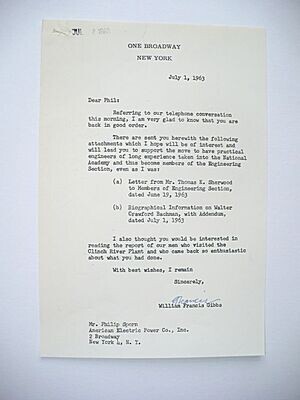 JUL 2 1963
ONE BROADWAY
NEW YORK
July 1, 1963
Dear Phil:
Referring to our telephone conversation
this morning, I am very glad to know that you are
back in good order.
There are sent you herewith the following
attachments which I hope will be of interest and
will lead you to support the move to have practical
engineers of long experience taken into the National
Academy and thus become members of the Engineering
Section, even as I was:
(a) Letter from Mr. Thomas K. Sherwood
to Members of Engineering Section,
dated June 19, 1963
(b) Biographical Information on Walter
Crawford Bachman, with Addendum,
dated July 1, 1963
I also thought you would be interested in
reading the report of our men who visited the
Clinch River Plant and who came back so enthusiastic
about what you had done.
With best wishes, I remain
Sincerely,
Francis
William Francis Gibbs
Mr. Philip Sporn
American Electric Power Co., Inc.
2 Broadway
New York 4, N. Y.